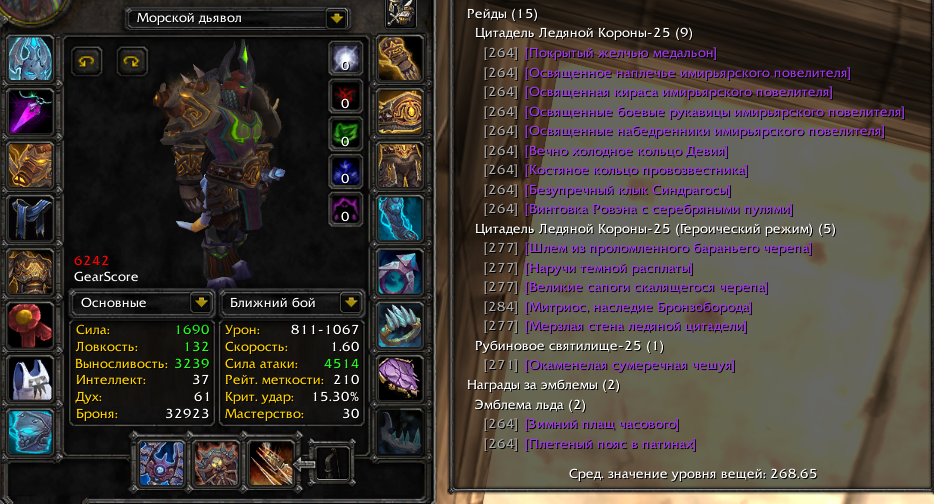 Морской дьявол
0
0
0
0
0
6242
GearScore
Основные
Сила: 1690
Ловкость: 132
Выносливость: 3239
Интеллект: 37
Дух: 61
Броня: 32923
Ближний бой
Урон: 811-1067
Скорость: 1.60
Сила атаки: 4514
Рейт. меткости: 210
Крит. удар: 15.30%
Мастерство: 30
Рейды (15)
Цитадель Ледяной Короны-25 (9)
[264] [Покрытый желчью медальон]
[264] [Освященное наплечье имирьярского повелителя]
[264] [Освященная кираса имирьярского повелителя]
[264] [Освященные боевые рукавицы имирьярского повелителя]
[264] [Освященные набедренники имирьярского повелителя]
[264] [Вечно холодное кольцо Девия]
[264] [Костяное кольцо провозвестника]
[264] [Безупречный клык Синдрагосы]
[264] [Винтовка Ровэна с серебряными пулями]
Цитадель Ледяной Короны-25 (Героический режим) (5)
[277] [Шлем из проломленного бараньего черепа]
[277] [Наручи темной расплаты]
[277] [Великие сапоги скалящегося черепа]
[284] [Митриос, наследие Бронзоборода]
[277] [Мерзлая стена ледяной цитадели]
Рубиновое святилище-25 (1)
[271] [Окаменелая сумеречная чешуя]
Награды за эмблемы (2)
Эмблема льда (2)
[264] [Зимний плащ часового]
[264] [Плетеный пояс в патинах]
Сред. значение уровня вещей: 268.65